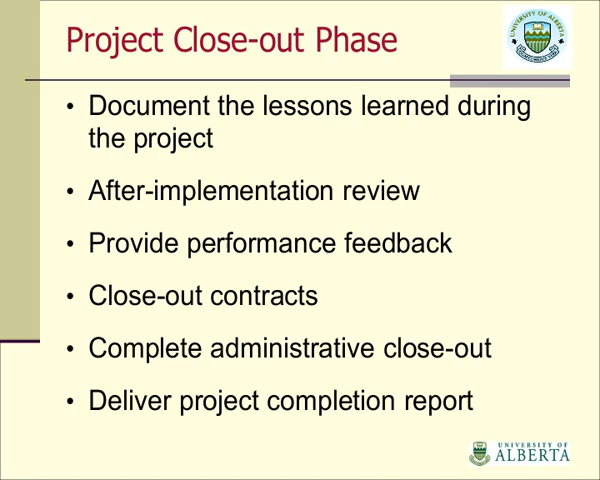 Project Close-out Phase
UNIVERSITY OF ALBERTA
• Document the lessons learned during
the project
• After-implementation review
• Provide performance feedback
• Close-out contracts
• Complete administrative close-out
• Deliver project completion report
UNIVERSITY OF
ALBERTA